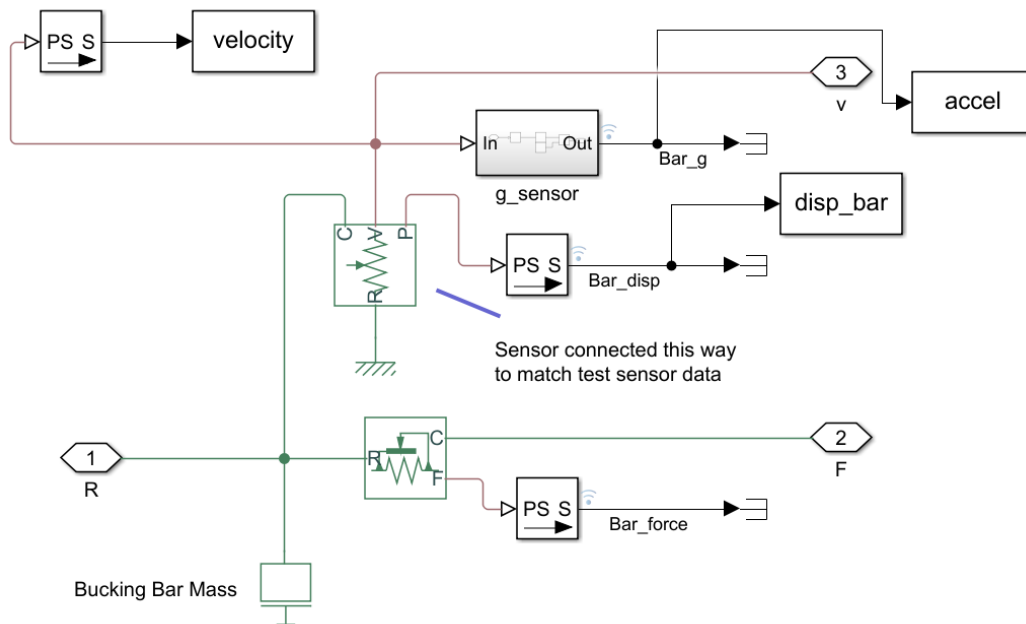 PS S
velocity
3
v
accel
In
Out
Bar_g
g_sensor
disp_bar
C
V
P
R
PS S
Bar_disp
Sensor connected this way
to match test sensor data
1
R
R
C
F
2
F
PS S
Bar_force
Bucking Bar Mass